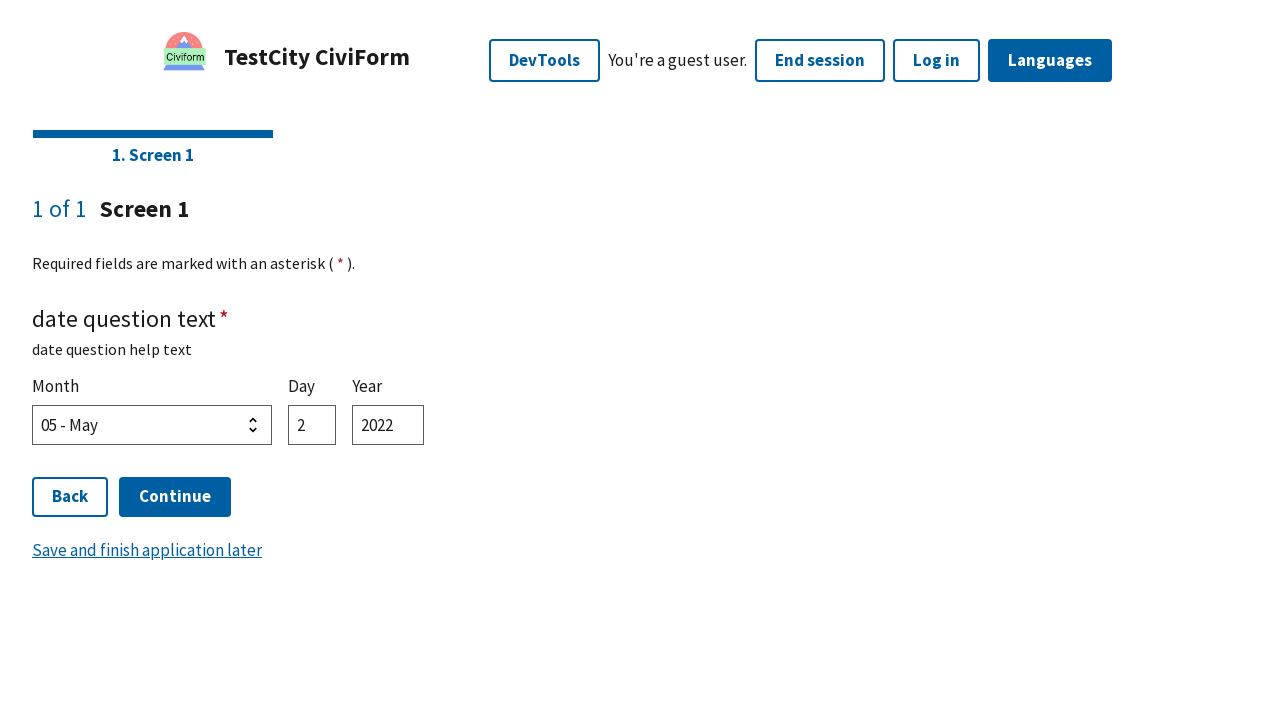 Civiform
TestCity CiviForm
DevTools
You're a guest user.
End session
Log in
Languages
1. Screen 1
1 of 1 Screen 1
Required fields are marked with an asterisk ( * ).
date question text *
date question help text
Month Day Year
05 - May 2 2022
Back Continue
Save and finish application later